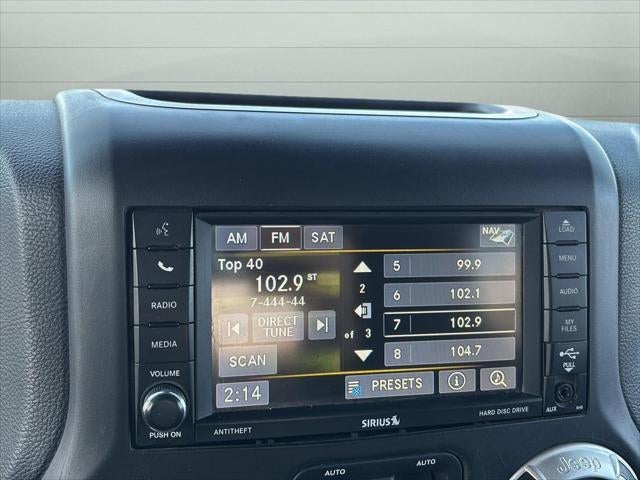 AM FM SAT NAV LOAD
MENU
Top 40 5 99.9
102.9 ST 2 6 102.1
RADIO 7-444-44 AUDIO
DIRECT TUNE of 3 7 102.9 MY FILES
MEDIA SCAN 8 104.7
PULL
VOLUME 2:14 PRESETS
AUX
PUSH ON ANTITHEFT SIRIUS HARD DISC DRIVE
AUTO AUTO Jeep